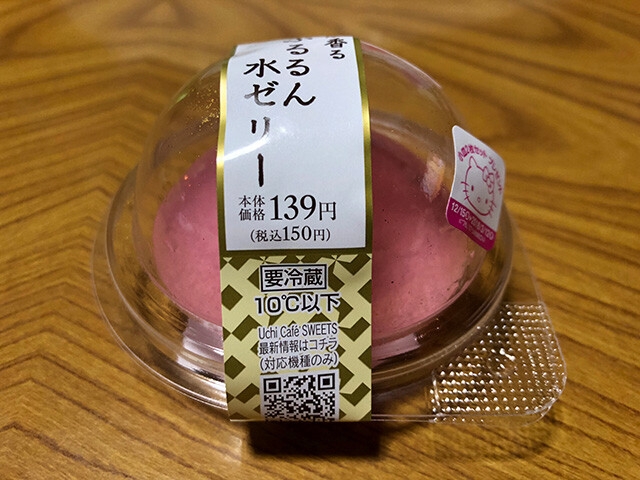 香る
ぷるるん
水ゼリー
本体
価格 139円
(税込150円)
要冷蔵
10℃以下
Uchi Café SWEETS
最新情報はコチラ
(対応機種のみ)